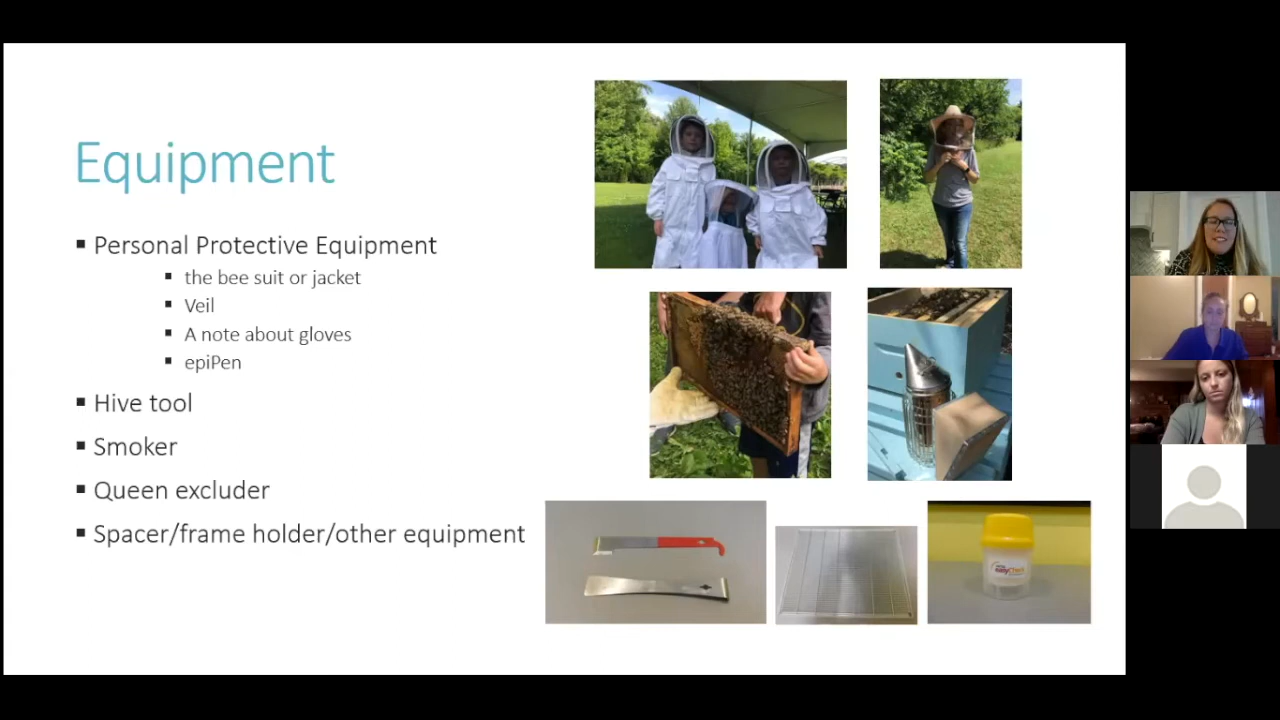 Equipment
Personal Protective Equipment
the bee suit or jacket
Veil
A note about gloves
epiPen
Hive tool
Smoker
Queen excluder
Spacer/frame holder/other equipment
easyCheck